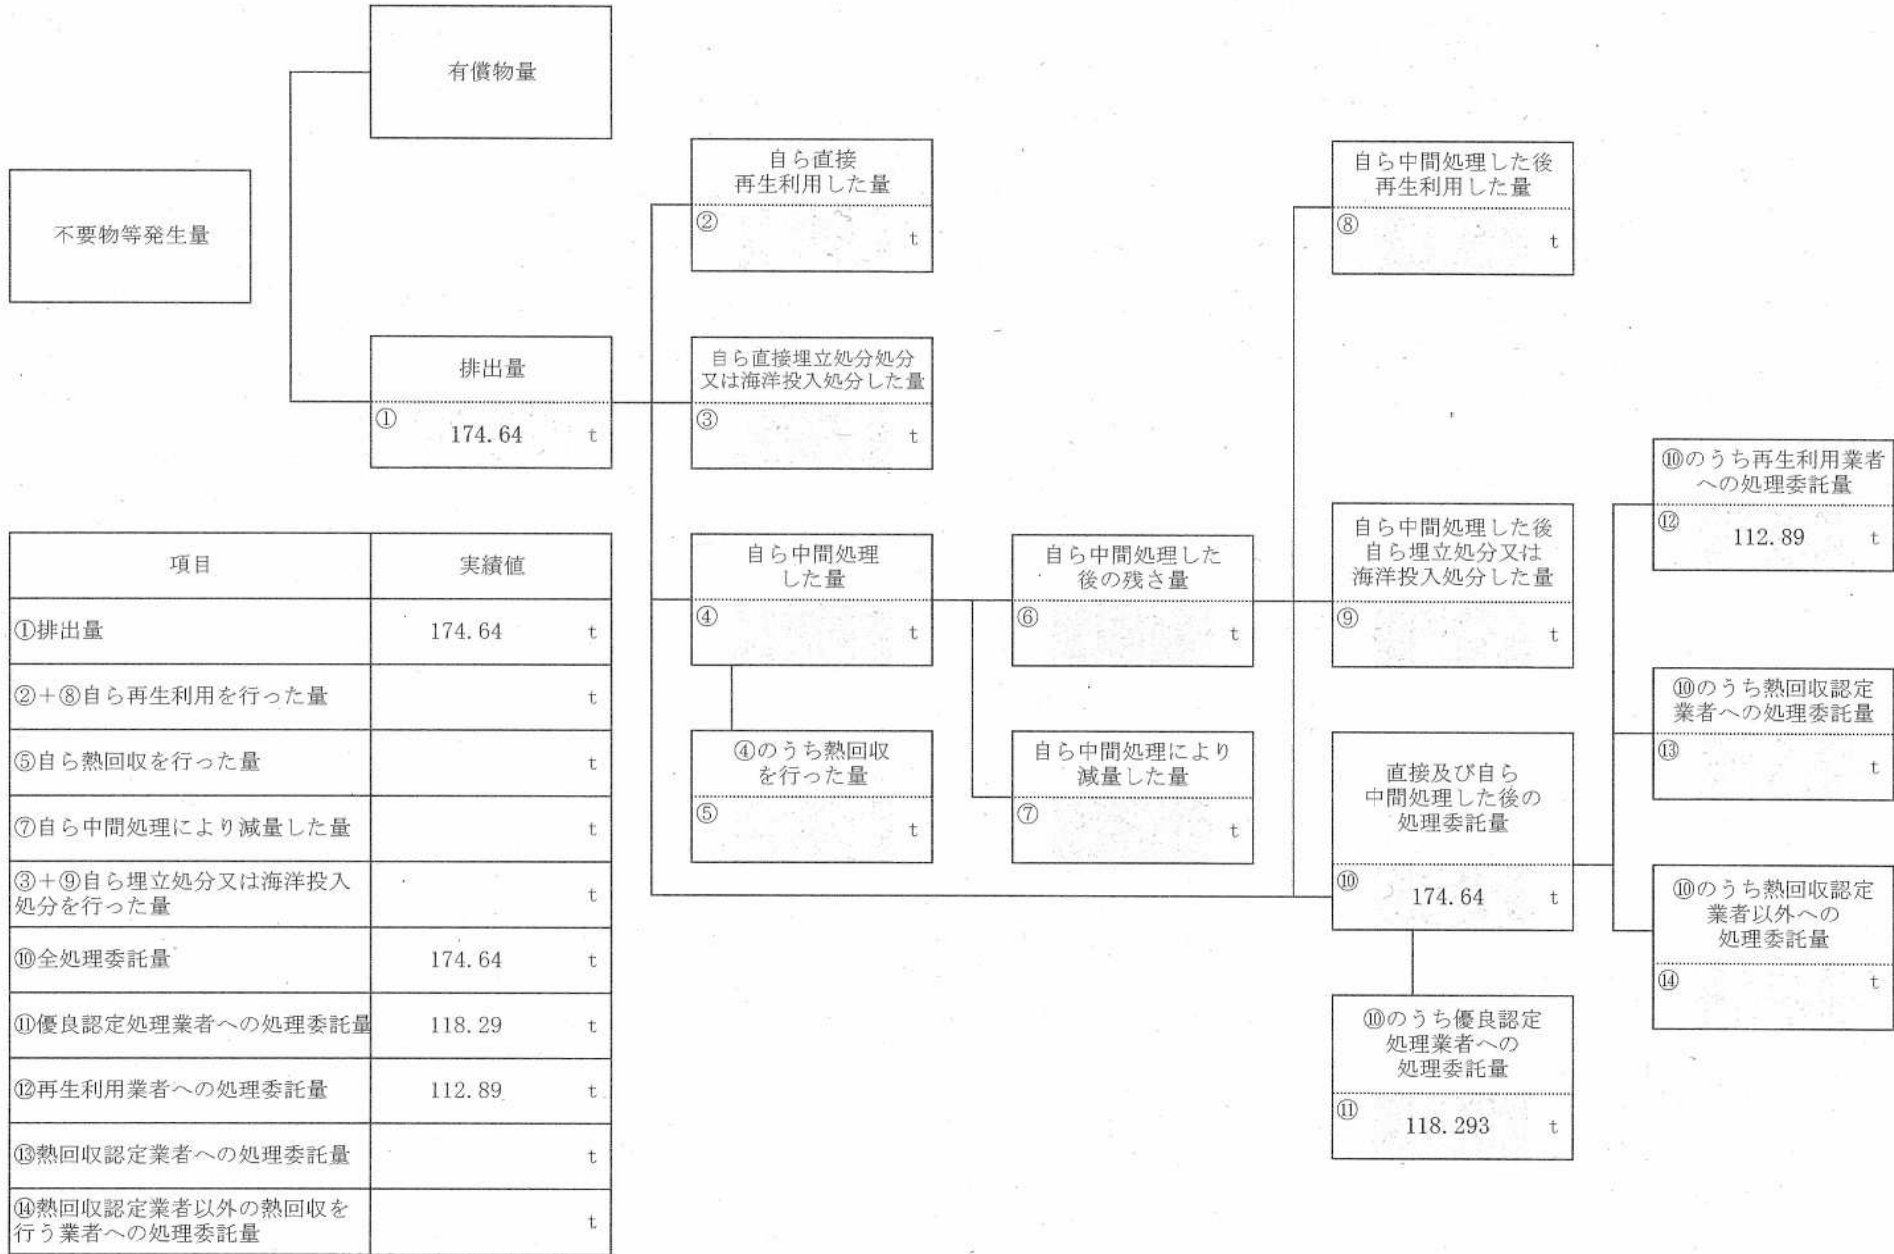 有償物量
不要物等発生量
排出量
① 174.64 t
自ら直接
再生利用した量
② t
自ら直接埋立処分処分
又は海洋投入処分した量
③ t
自ら中間処理
した量
④ t
④のうち熱回収
を行った量
⑤ t
自ら中間処理した
後の残さ量
⑥ t
自ら中間処理により
減量した量
⑦ t
自ら中間処理した後
再生利用した量
⑧ t
自ら中間処理した後
自ら埋立処分又は
海洋投入処分した量
⑨ t
直接及び自ら
中間処理した後の
処理委託量
⑩ 174.64 t
⑩のうち優良認定
処理業者への
処理委託量
⑪ 118.293 t
⑩のうち再生利用業者
への処理委託量
⑫ 112.89 t
⑩のうち熱回収認定
業者への処理委託量
⑬ t
⑩のうち熱回収認定
業者以外への
処理委託量
⑭ t
項目 実績値
①排出量 174.64 t
②+⑧自ら再生利用を行った量 t
⑤自ら熱回収を行った量 t
⑦自ら中間処理により減量した量 t
③+⑨自ら埋立処分又は海洋投入
処分を行った量 t
⑩全処理委託量 174.64 t
⑪優良認定処理業者への処理委託量 118.29 t
⑫再生利用業者への処理委託量 112.89 t
⑬熱回収認定業者への処理委託量 t
⑭熱回収認定業者以外の熱回収を
行う業者への処理委託量 t